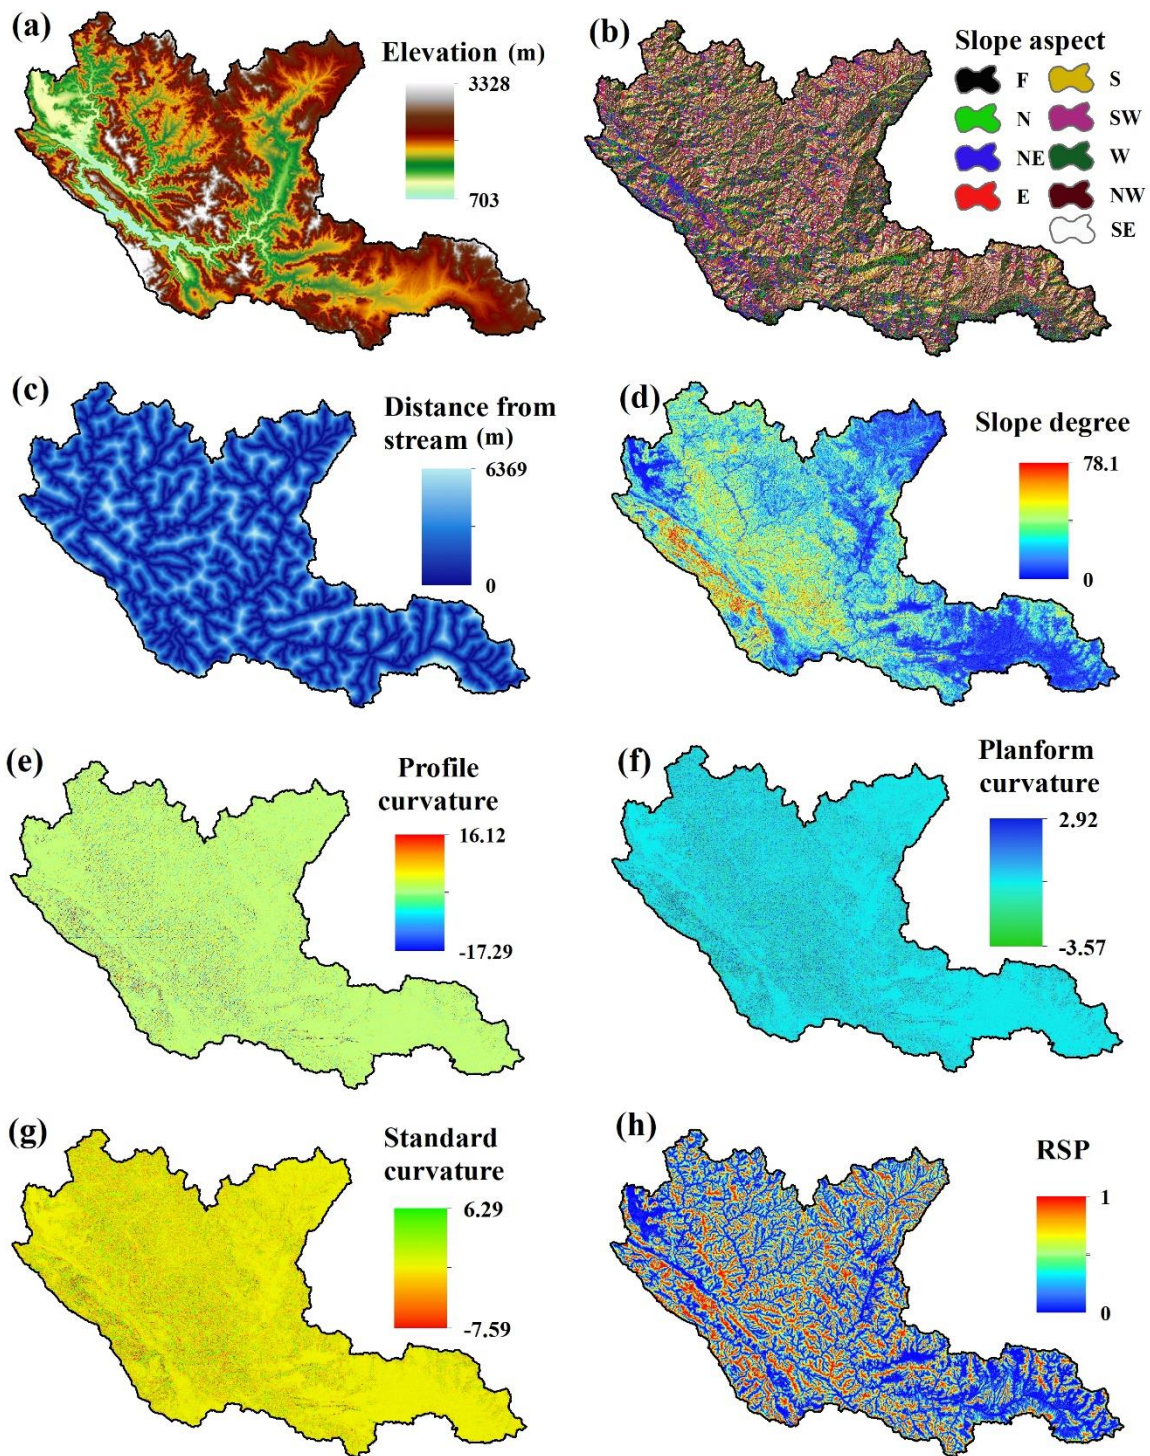 (a)
Elevation (m)
3328
703
(b)
Slope aspect
F
S
N
SW
NE
W
E
NW
SE
(c)
Distance from
stream (m)
6369
0
(d)
Slope degree
78.1
0
(e)
Profile
curvature
16.12
-17.29
(f)
Planform
curvature
2.92
-3.57
(g)
Standard
curvature
6.29
-7.59
(h)
RSP
1
0